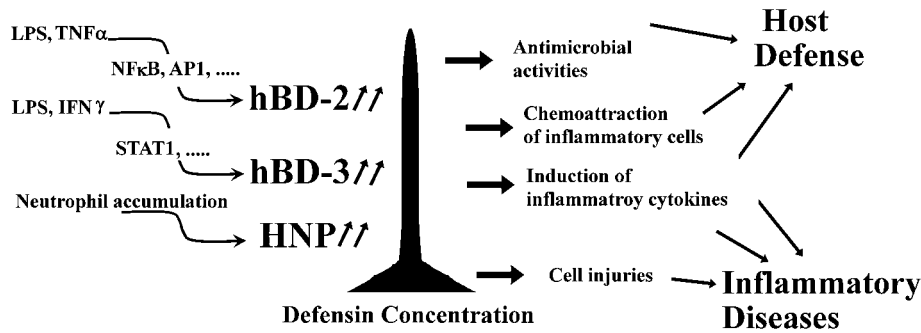 LPS, TNFα
NFκB, AP1, .....
hBD-2
LPS, IFN γ
STAT1, .....
hBD-3
Neutrophil accumulation
HNP
Defensin Concentration
Antimicrobial
activities
Chemoattraction
of inflammatory cells
Induction of
inflammatroy cytokines
Cell injuries
Host
Defense
Inflammatory
Diseases